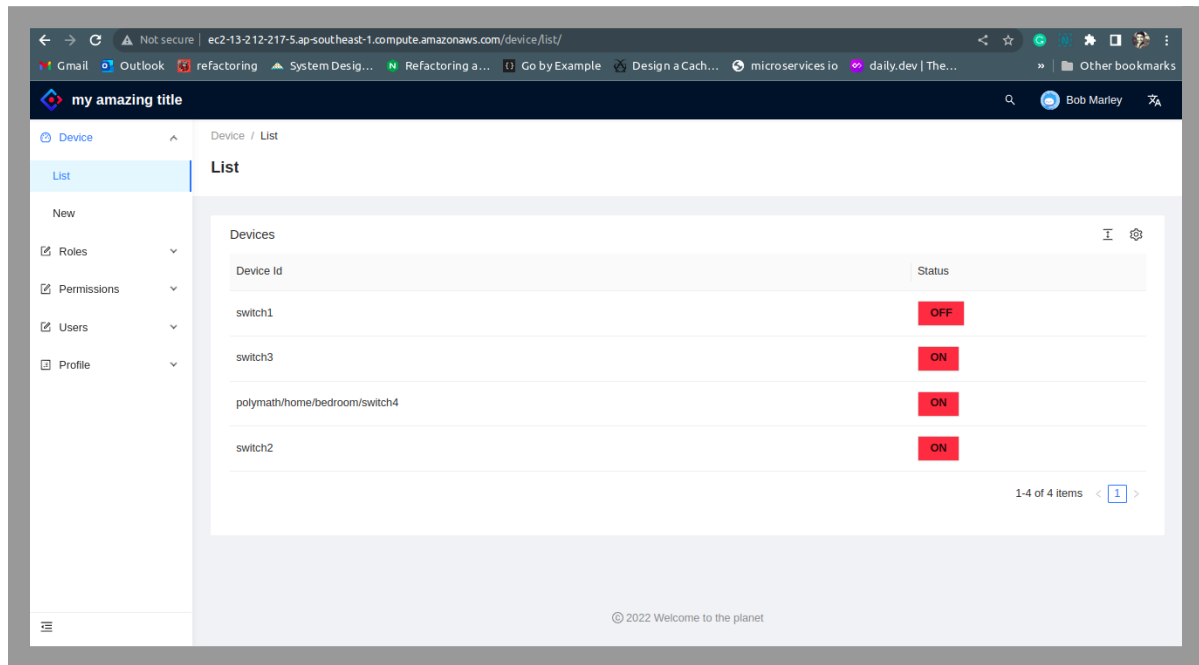 Not secure | ec2-13-212-217-5.ap-southeast-1.compute.amazonaws.com/device/list/
Gmail Outlook refactoring System Desig... Refactoring a... Go by Example Design a Cach... microservices io daily.dev | The... » Other bookmarks
my amazing title Bob Marley
Device
Device / List
List
List
New
Roles
Permissions
Users
Profile
Devices
Device Id Status
switch1 OFF
switch3 ON
polymath/home/bedroom/switch4 ON
switch2 ON
1-4 of 4 items < 1 >
© 2022 Welcome to the planet